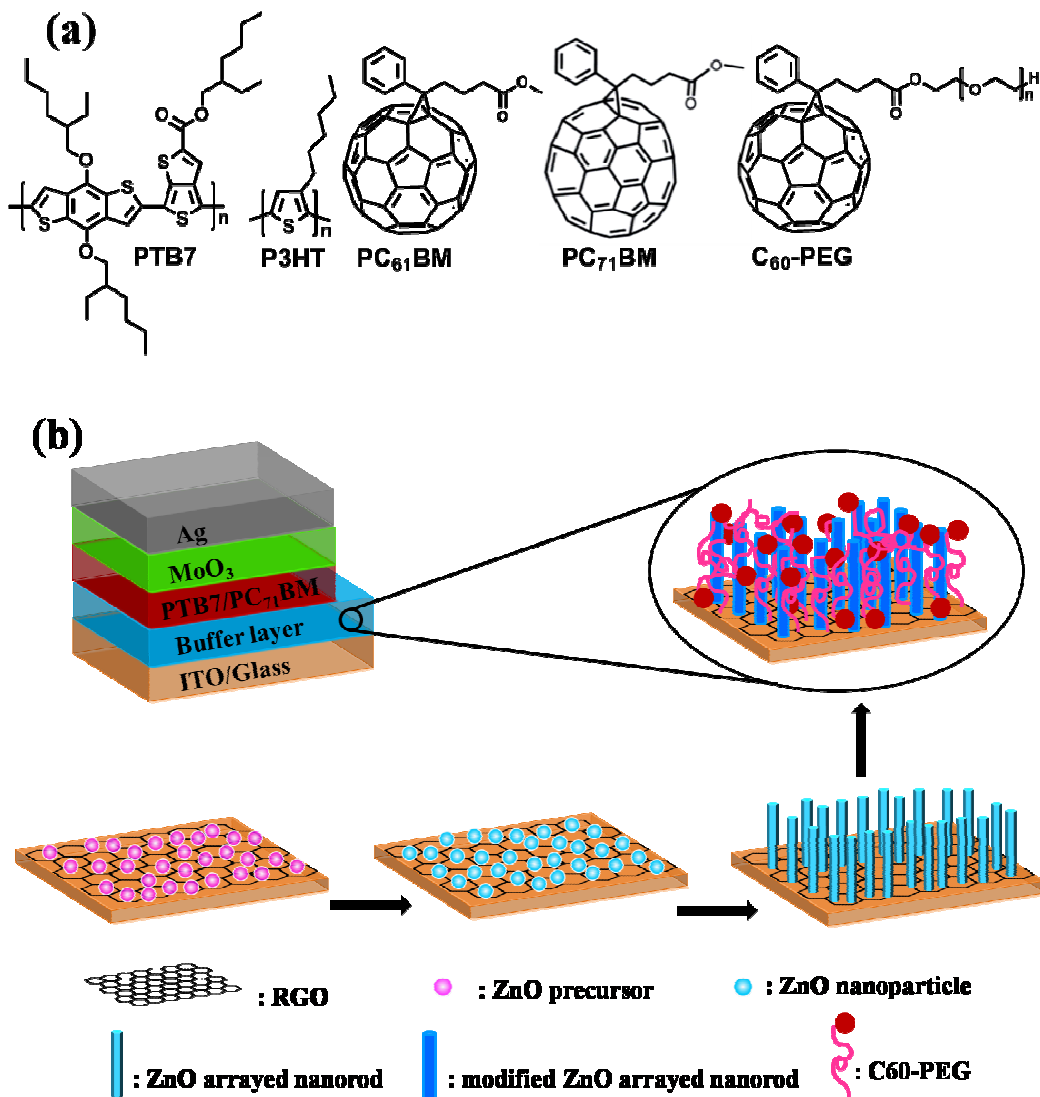 (a)
O
O
S
O
S
S
S
n
O
PTB7
S
n
P3HT
O
O
PC61BM
O
O
PC71BM
O
O
O
H
n
C60-PEG
(b)
Ag
MoO3
PTB7/PC71BM
Buffer layer
ITO/Glass
: RGO
: ZnO precursor
: ZnO nanoparticle
: ZnO arrayed nanorod
: modified ZnO arrayed nanorod
: C60-PEG